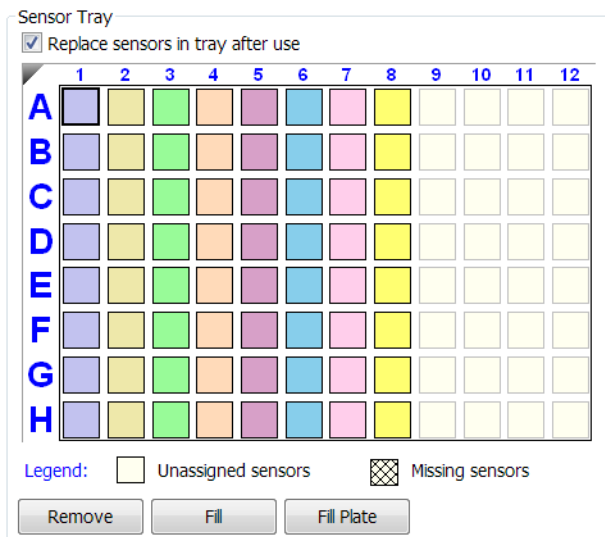 Sensor Tray
Replace sensors in tray after use
1 2 3 4 5 6 7 8 9 10 11 12
A
B
C
D
E
F
G
H
Legend: Unassigned sensors Missing sensors
Remove Fill Fill Plate